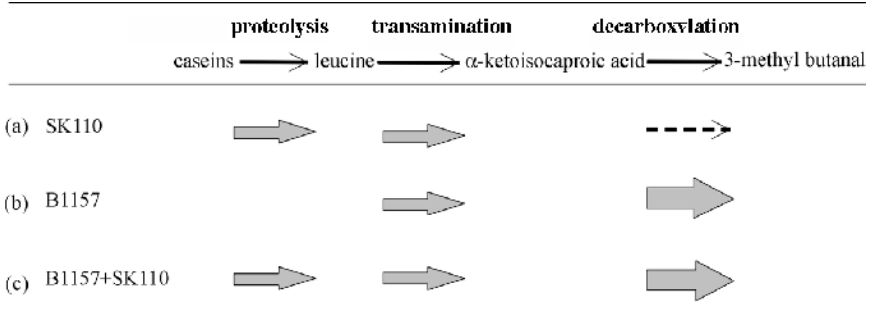 proteolysis transamination decarboxylation
caseins leucine α-ketoisocaproic acid 3-methyl butanal
(a) SK110
(b) B1157
(c) B1157+SK110